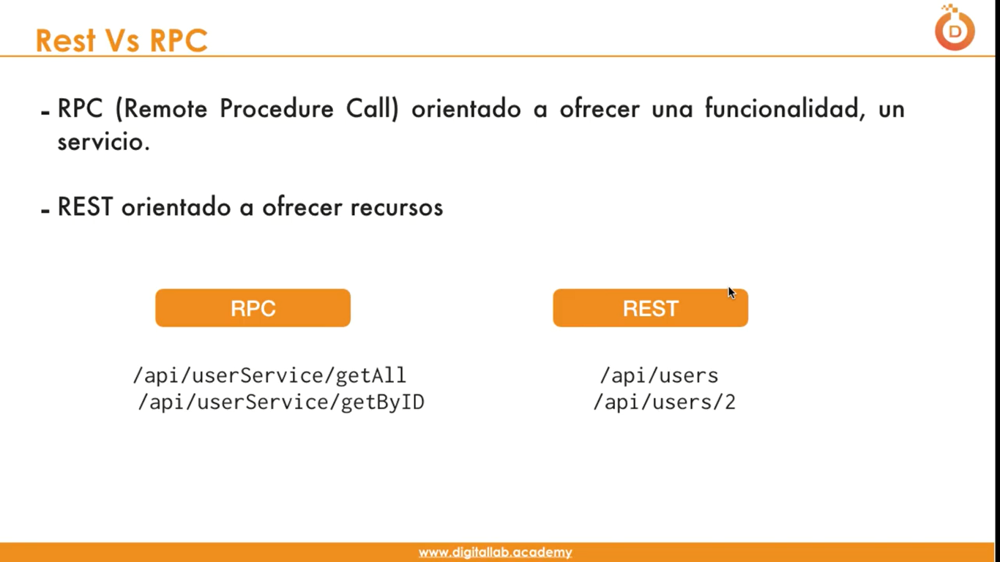 Rest Vs RPC
D
- RPC (Remote Procedure Call) orientado a ofrecer una funcionalidad, un
servicio.
- REST orientado a ofrecer recursos
RPC
/api/userService/getAll
/api/userService/getByID
REST
/api/users
/api/users/2
www.digitallab.academy